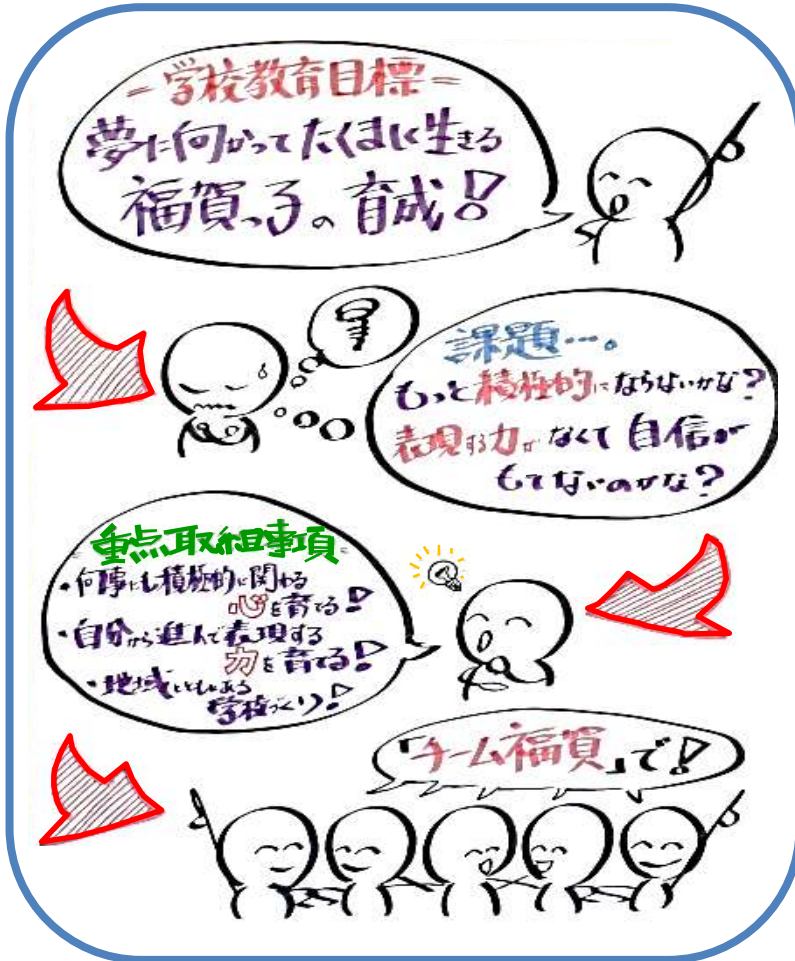 =学校教育目標=
夢に向かってたくましく生きる
福賀っ子の育成!
課題…。
もっと積極的にならないかな?
表現する力がなくて自信が
もてないのかな?
重点取組事項
・何事にも積極的に関わる
心を育てる!
・自分から進んで表現する
力を育てる!
・地域とともにある
学校づくり!
「チーム福賀」で!